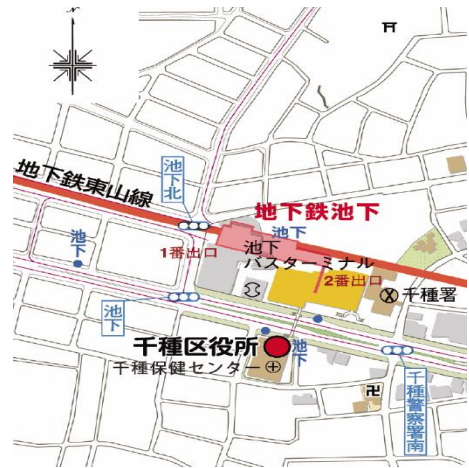 池下北
地下鉄東山線
地下鉄池下
池下
1番出口
池下
池下
バスターミナル
2番出口
千種署
池下
千種区役所
池下
千種保健センター
千種警察署南